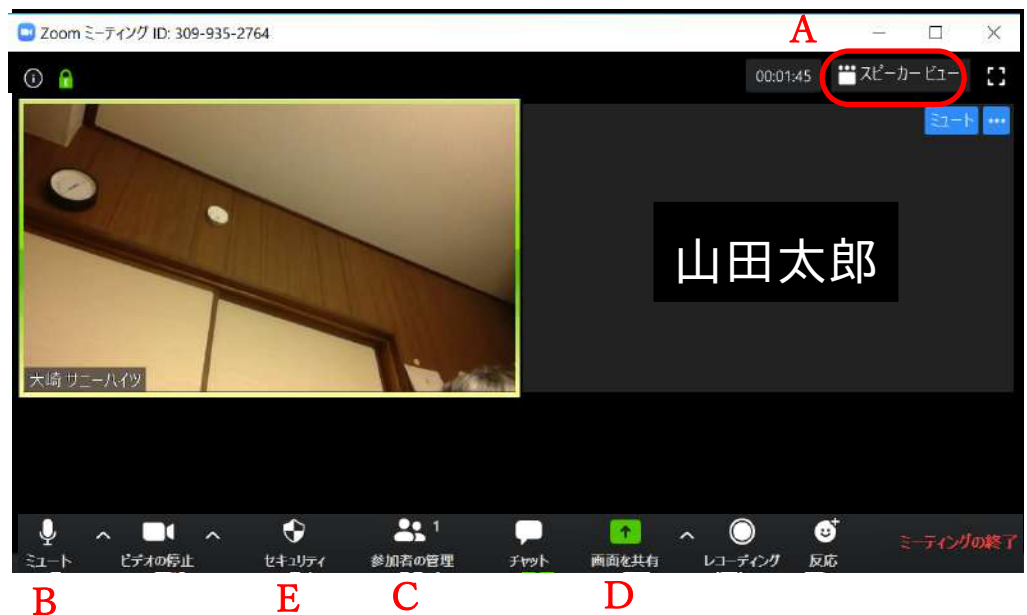 Zoom ミーティング ID: 309-935-2764
A
00:01:45
スピーカー ビュー
ミュート
山田太郎
大崎 サニーハイツ
ミュート
ビデオの停止
セキュリティ
参加者の管理
1
チャット
画面を共有
レコーディング
反応
ミーティングの終了
B
E
C
D